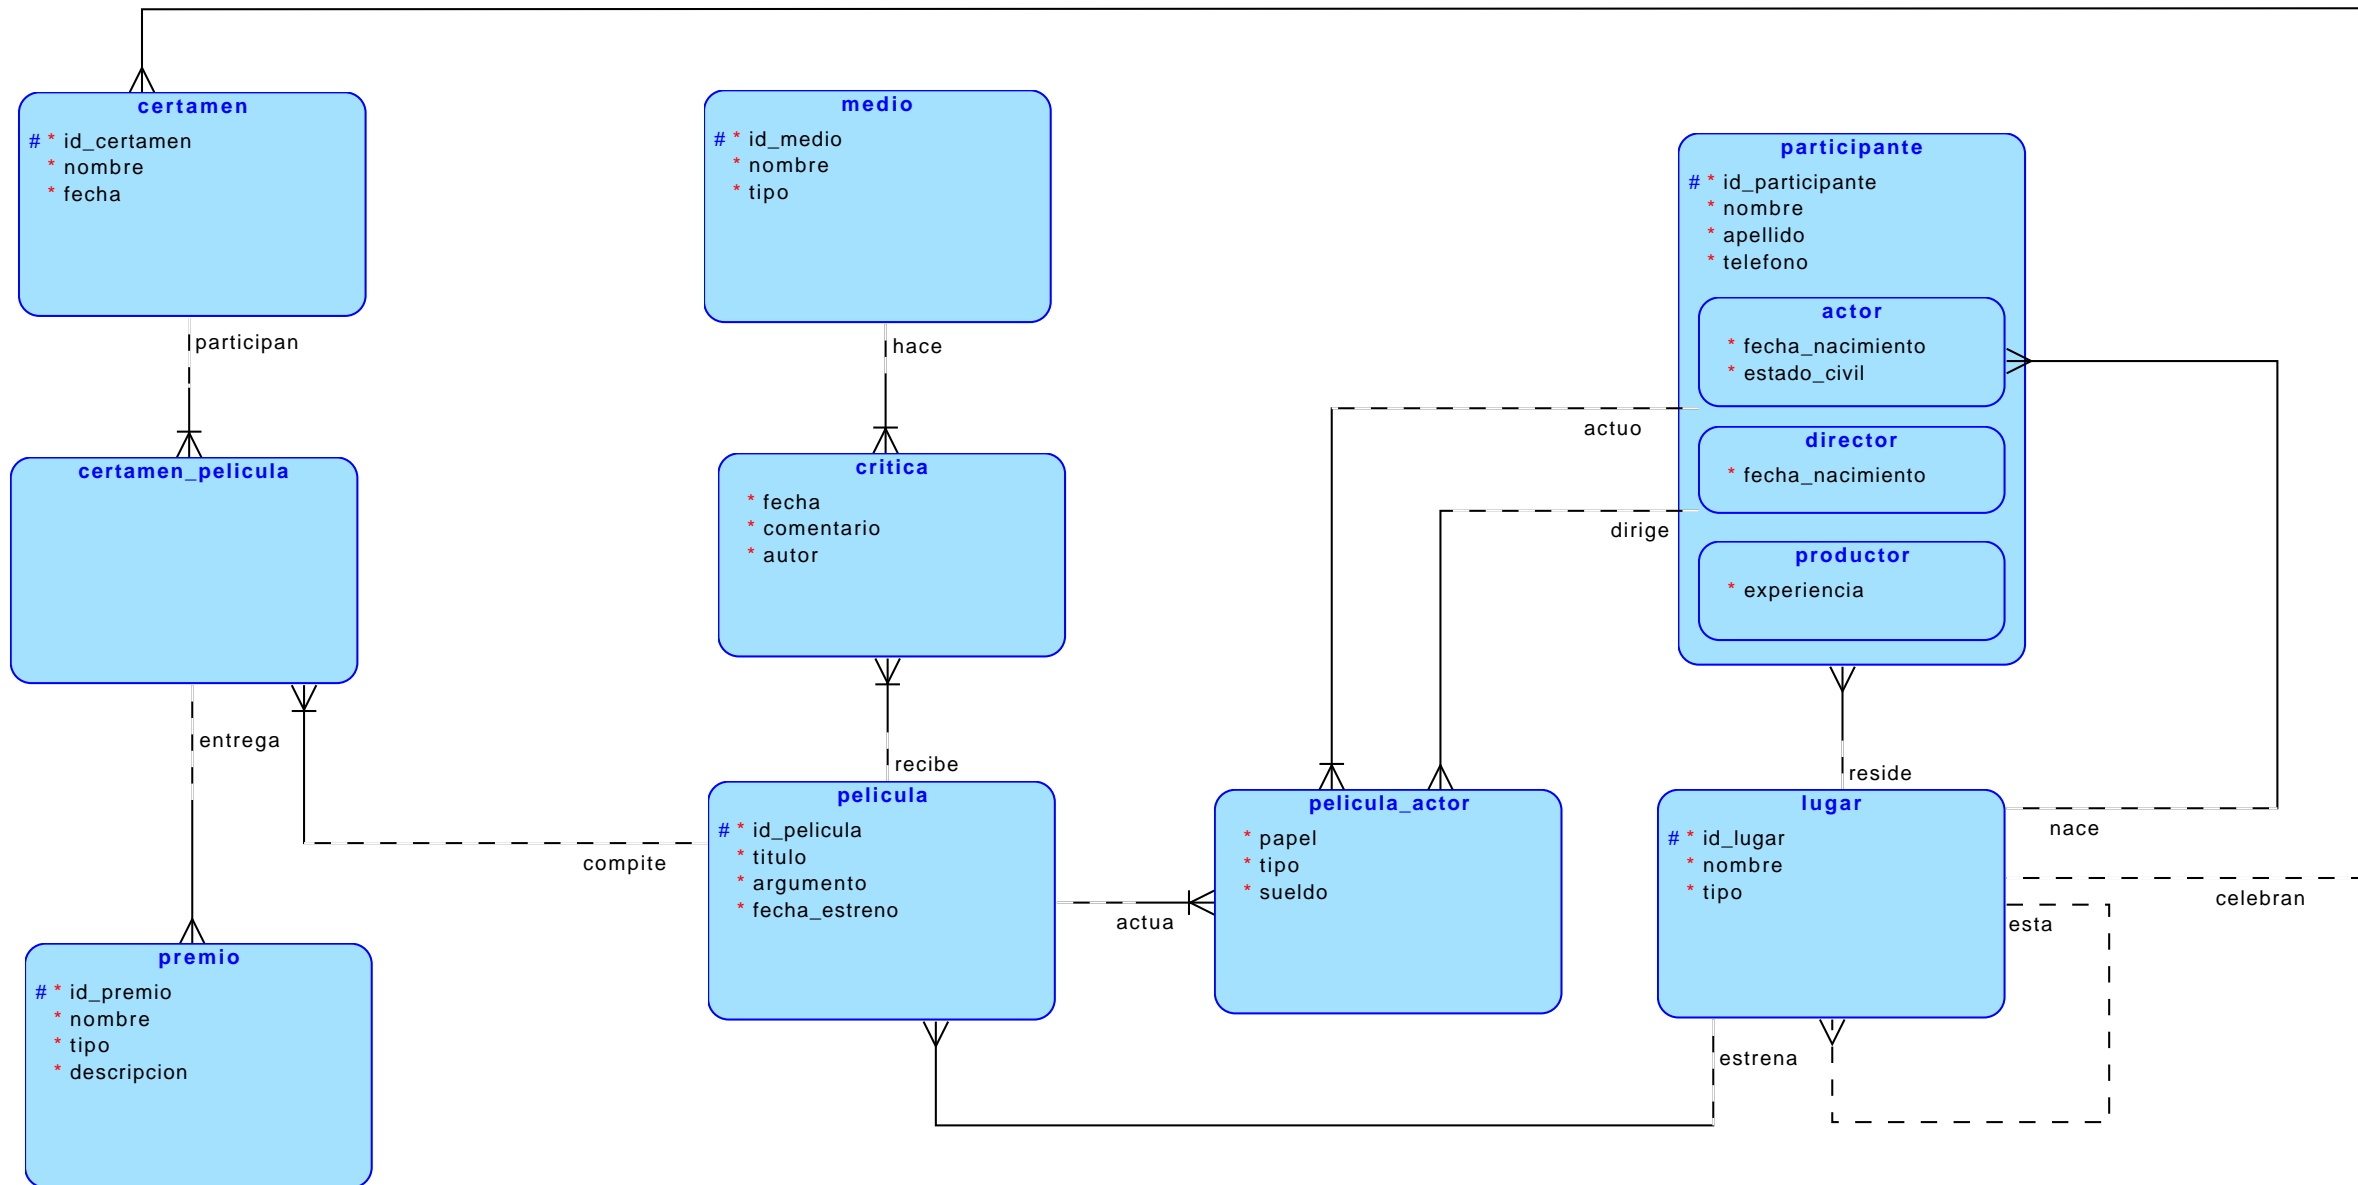 certamen
# * id_certamen
* nombre
* fecha
participan
medio
# * id_medio
* nombre
* tipo
hace
participante
# * id_participante
* nombre
* apellido
* telefono
actor
* fecha_nacimiento
* estado_civil
actuo
director
* fecha_nacimiento
dirige
productor
* experiencia
certamen_pelicula
entrega
critica
* fecha
* comentario
* autor
recibe
reside
compite
pelicula
# * id_pelicula
* titulo
* argumento
* fecha_estreno
actua
pelicula_actor
* papel
* tipo
* sueldo
lugar
# * id_lugar
* nombre
* tipo
nace
celebran
esta
estrena
premio
# * id_premio
* nombre
* tipo
* descripcion